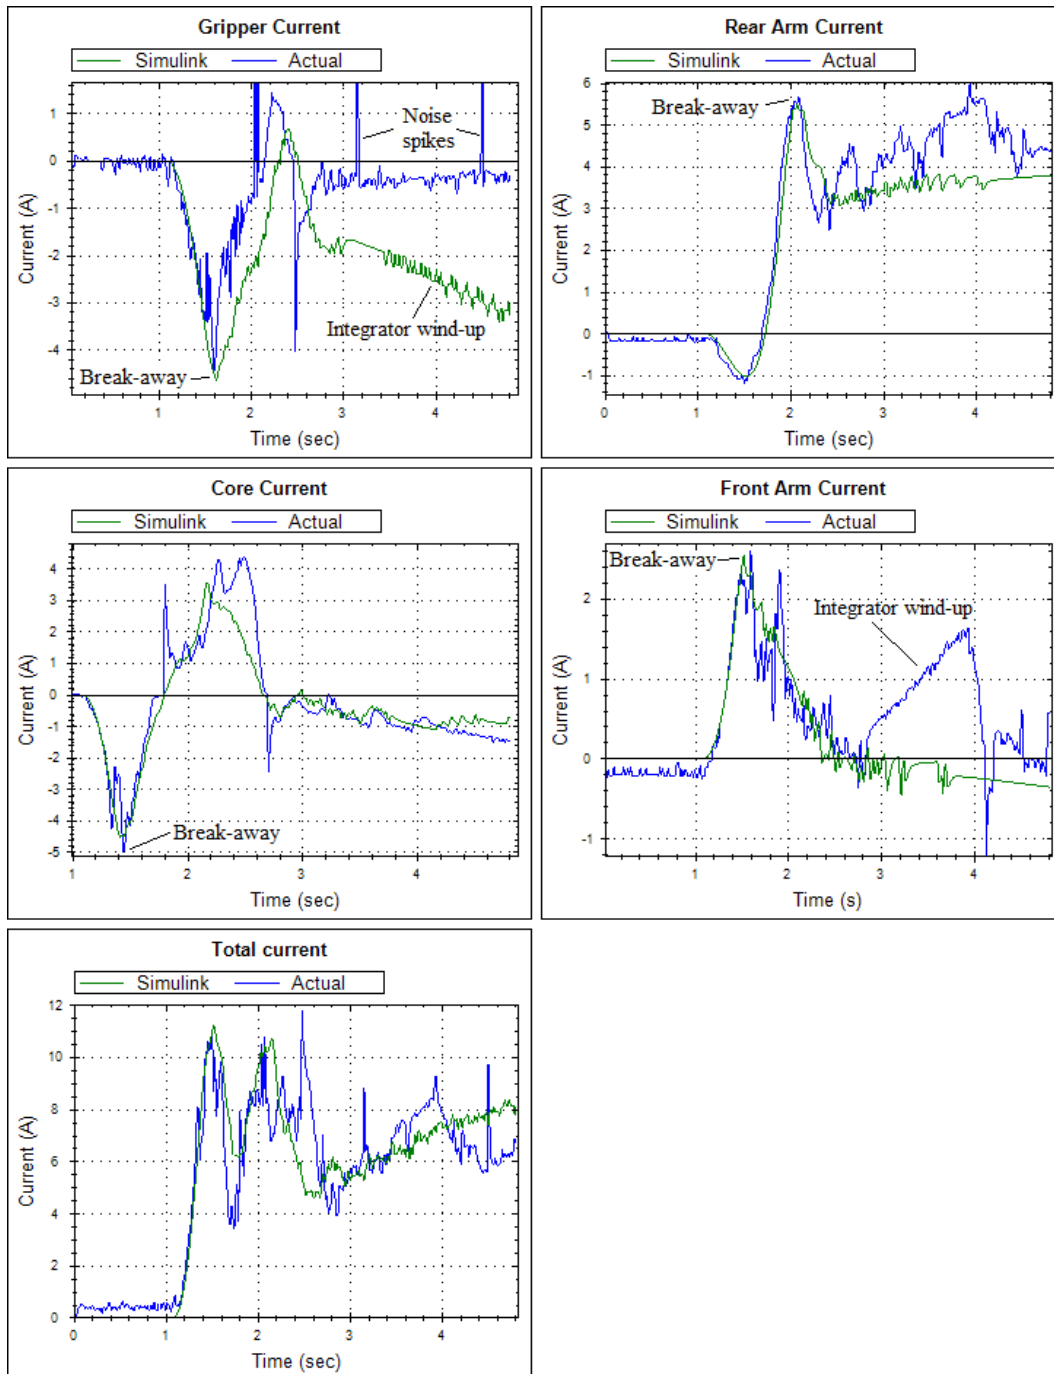 Gripper Current
Simulink Actual
1
0
-1
-2
-3
-4
Current (A)
Noise
spikes
Integrator wind-up
Break-away
1 2 3 4
Time (sec)
Rear Arm Current
Simulink Actual
6
5
4
3
2
1
0
-1
Current (A)
Break-away
0 1 2 3 4
Time (sec)
Core Current
Simulink Actual
4
3
2
1
0
-1
-2
-3
-4
-5
Current (A)
Break-away
1 2 3 4
Time (sec)
Front Arm Current
Simulink Actual
2
1
0
-1
Current (A)
Break-away
Integrator wind-up
1 2 3 4
Time (s)
Total current
Simulink Actual
12
10
8
6
4
2
0
Current (A)
0 1 2 3 4
Time (sec)